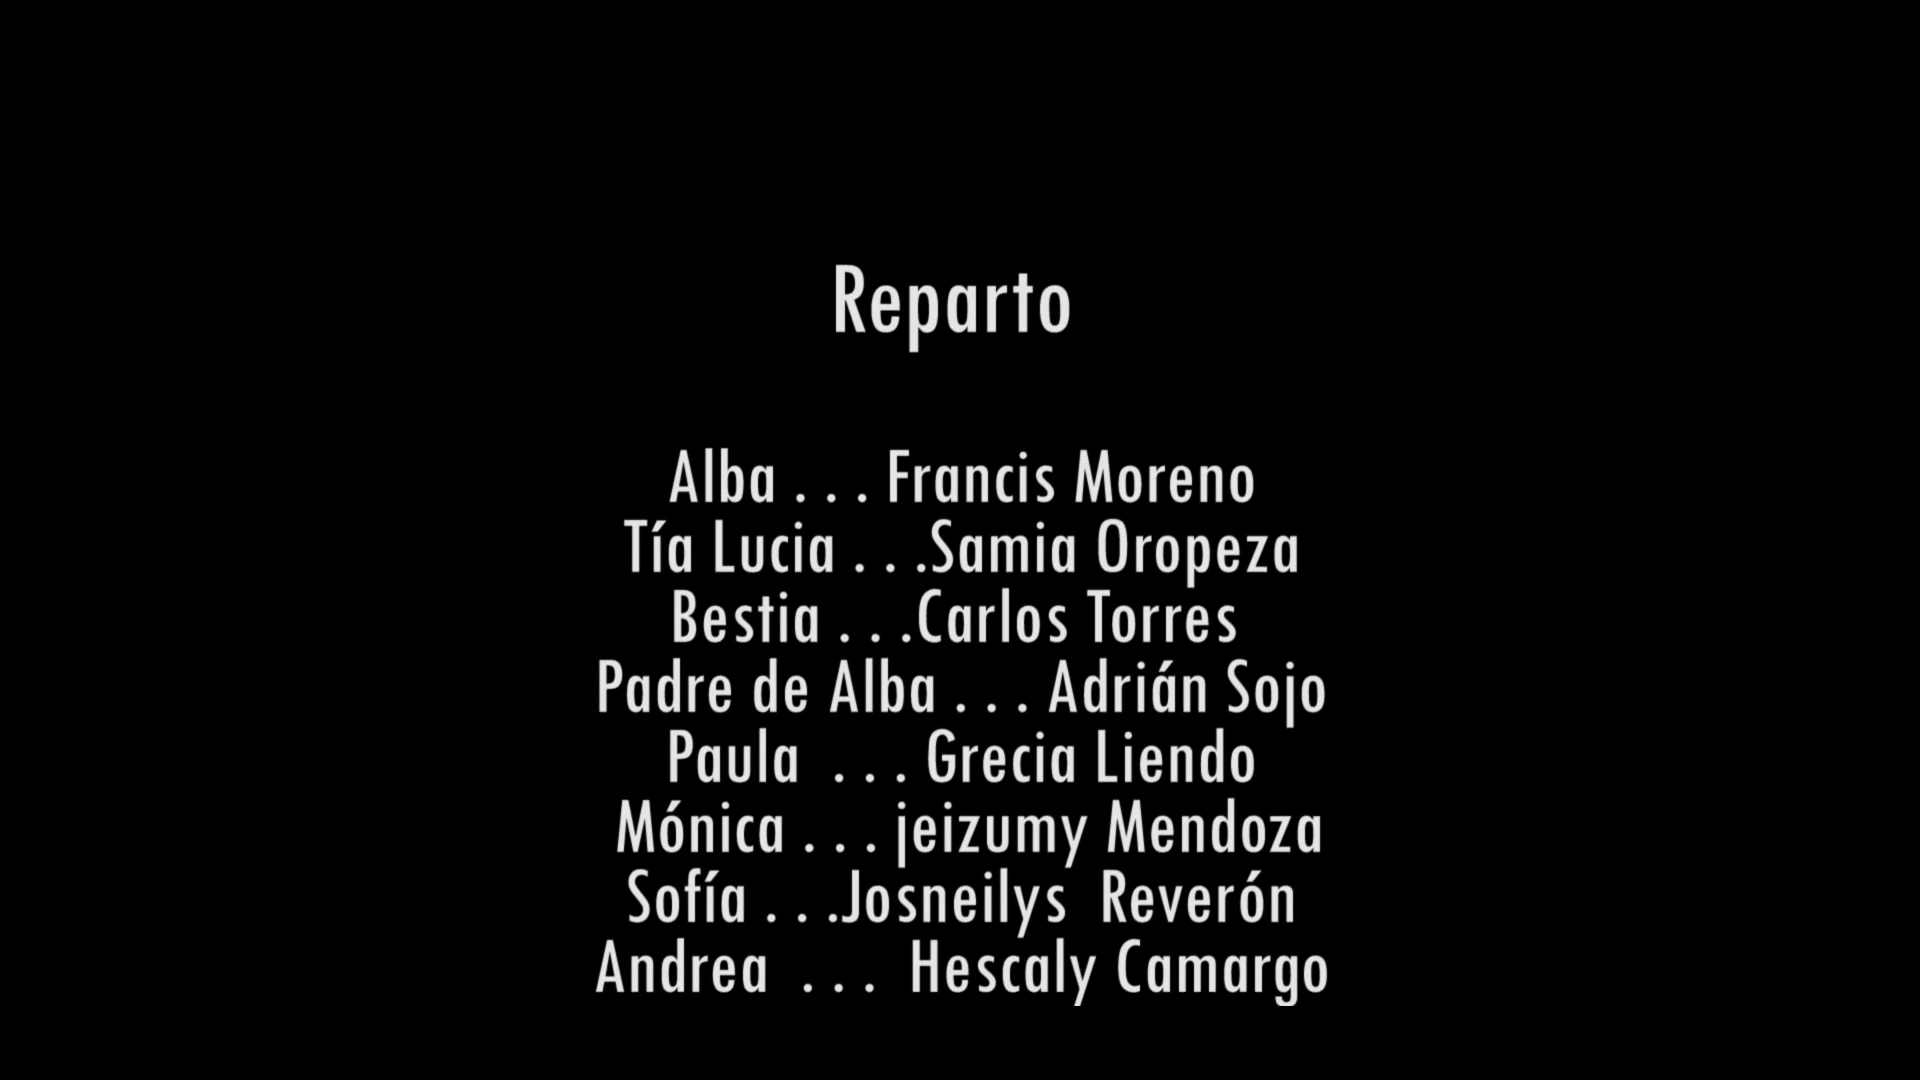 Reparto
Alba . . . Francis Moreno
Tía Lucia . . .Samia Oropeza
Bestia . . .Carlos Torres
Padre de Alba . . . Adrián Sojo
Paula  . . . Grecia Liendo
Mónica . . . jeizumy Mendoza
Sofía . . .Josneilys  Reverón
Andrea  . . .  Hescaly Camargo